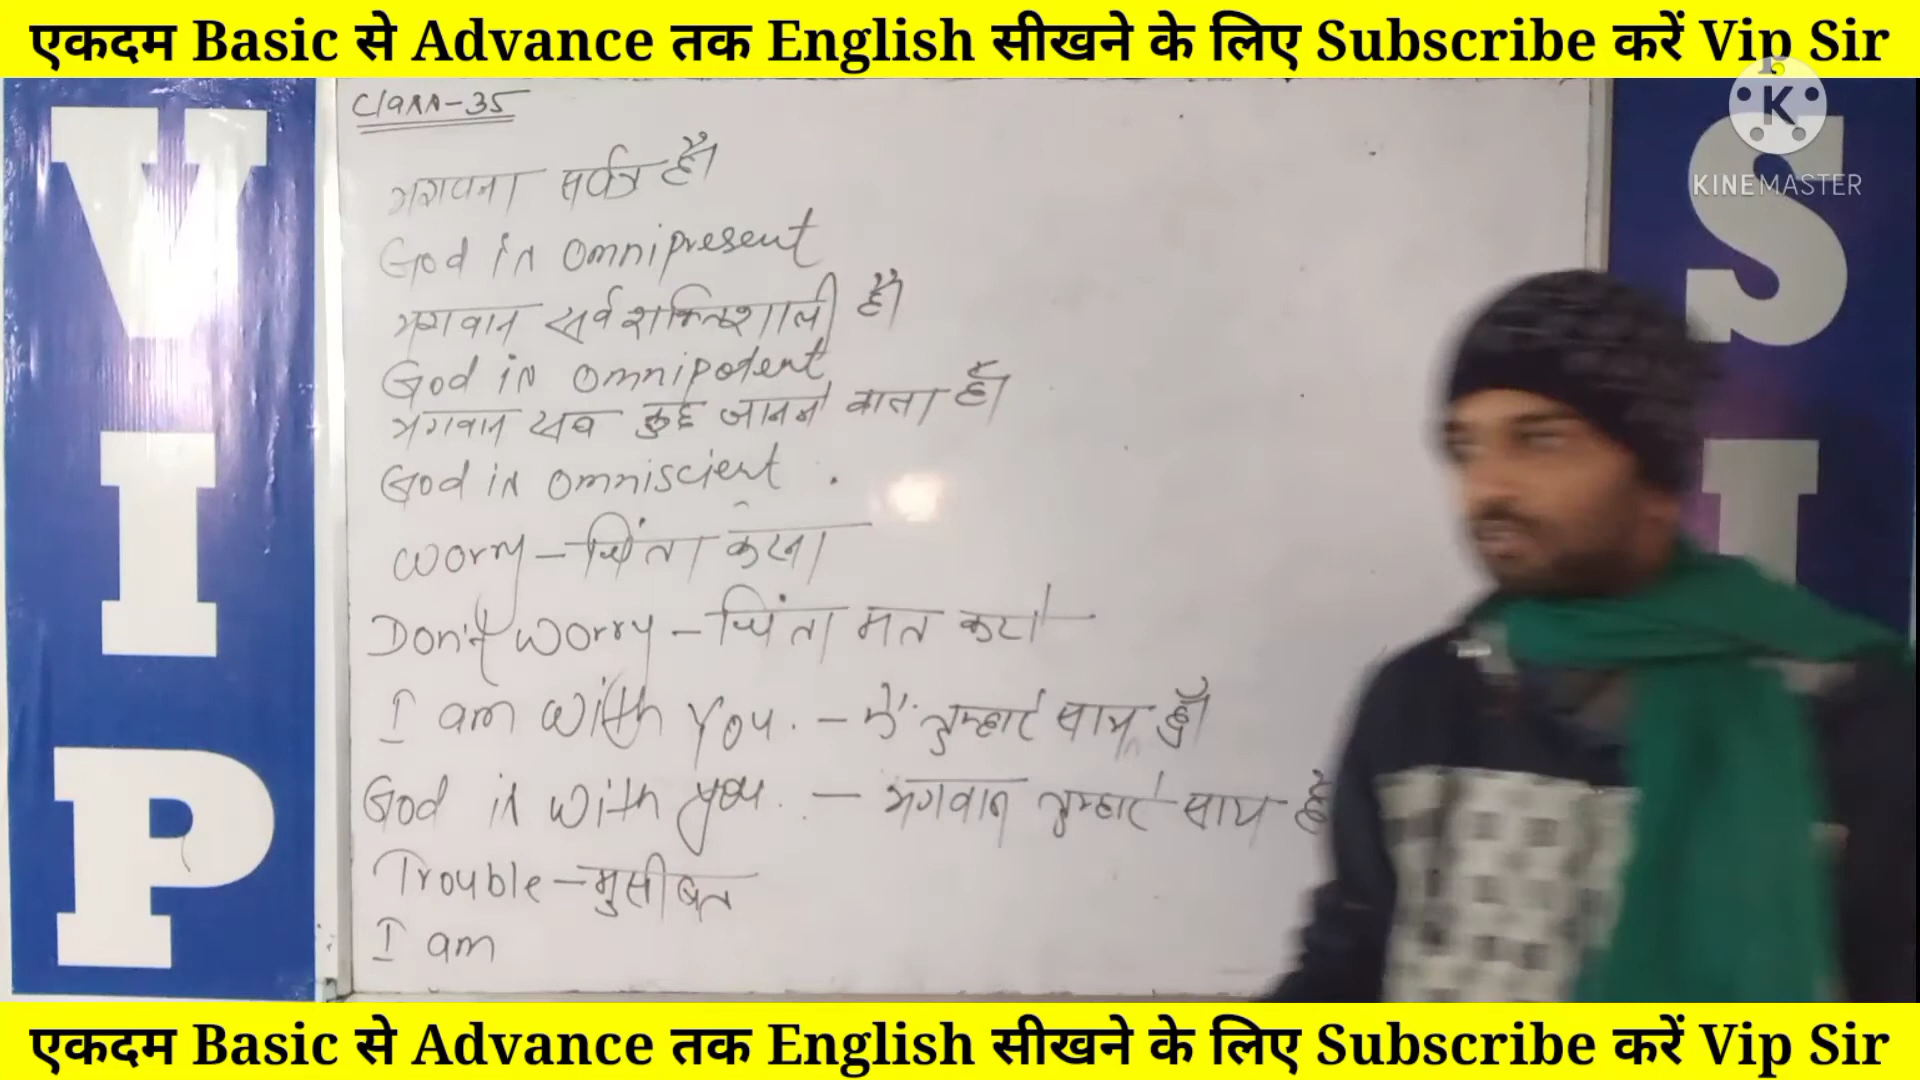 एकदम Basic से Advance तक English सीखने के लिए Subscribe करें Vip Sir
VIP
SI
K
KINEMASTER
Class-35
भगवान सर्वत्र है।
God is omnipresent
भगवान सर्वशक्तिशाली है।
God is omnipotent
भगवान सब कुछ जानने वाला है।
God is omniscient .
worry – चिंता करना
Don't worry – चिंता मत करो
I am with you. – मैं तुम्हारे साथ हूँ।
God is with you. – भगवान तुम्हारे साथ है
Trouble – मुसीबत
I am
एकदम Basic से Advance तक English सीखने के लिए Subscribe करें Vip Sir